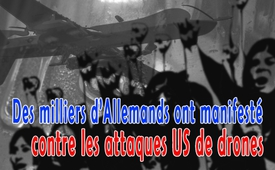 Des milliers d'Allemands ont manifesté
contre les attaques US de drones